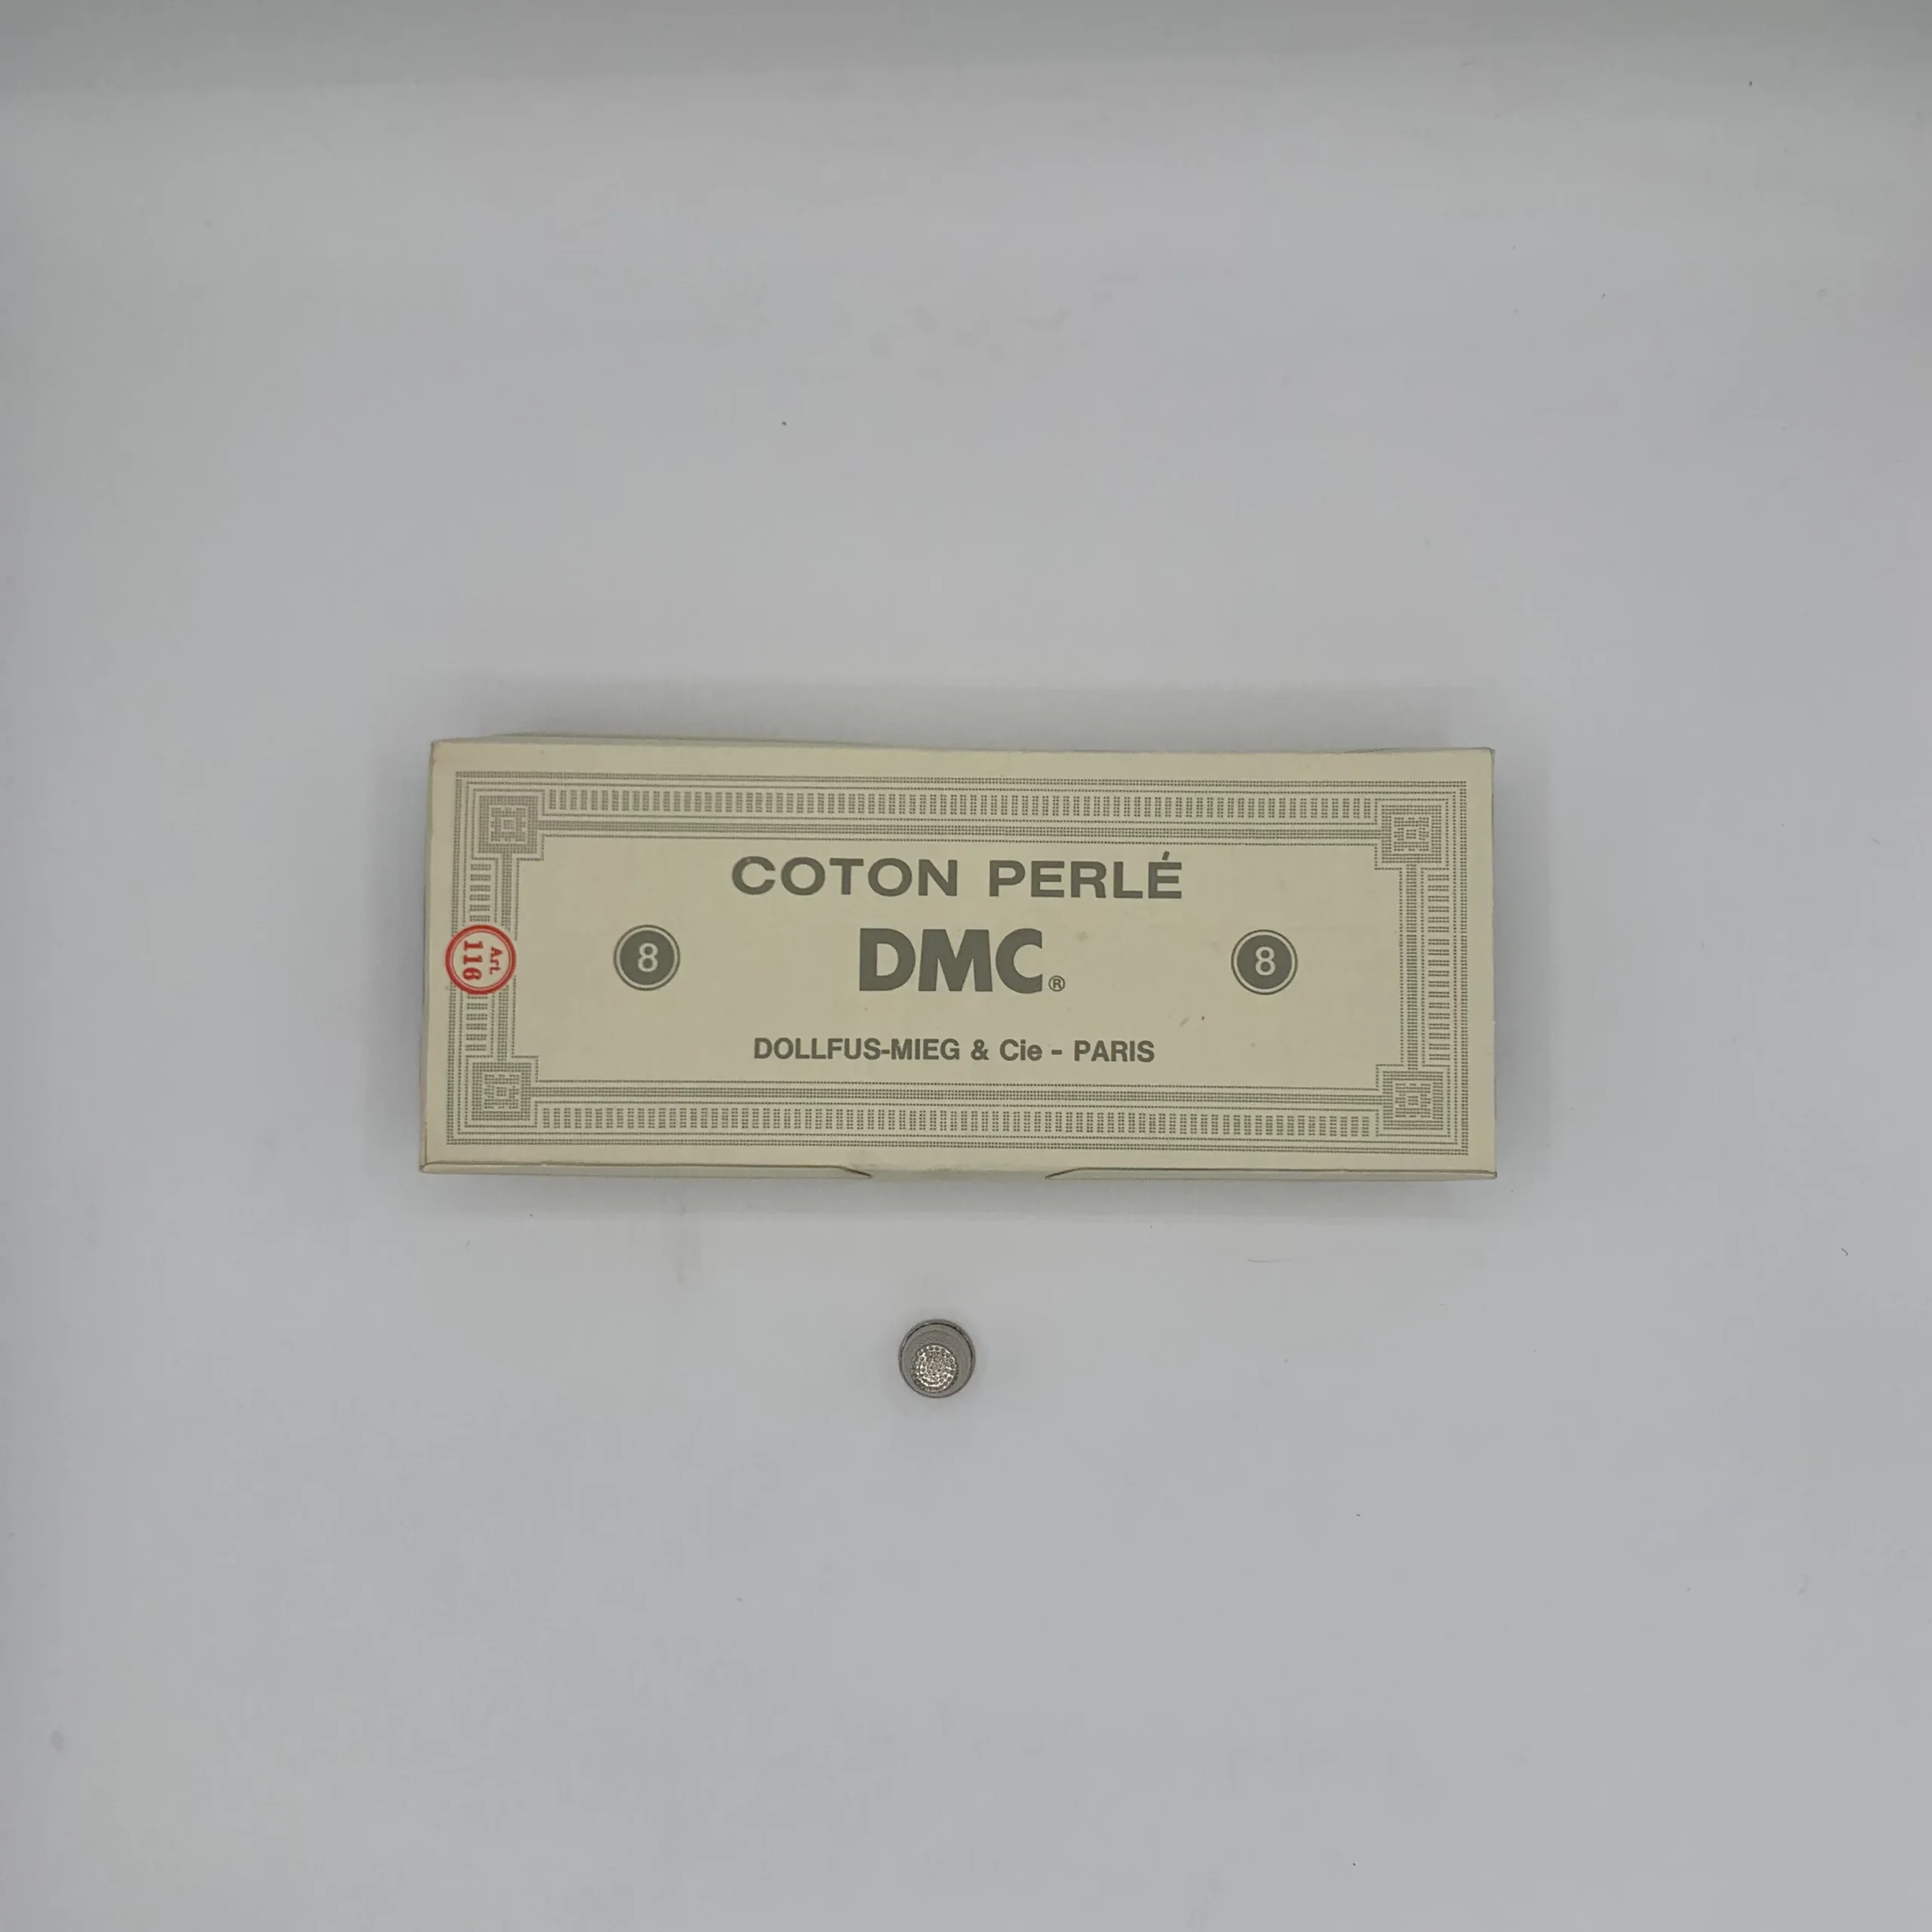 COTON PERLÉ
8 DMC® 8
Art.
116
DOLLFUS-MIEG & Cie - PARIS